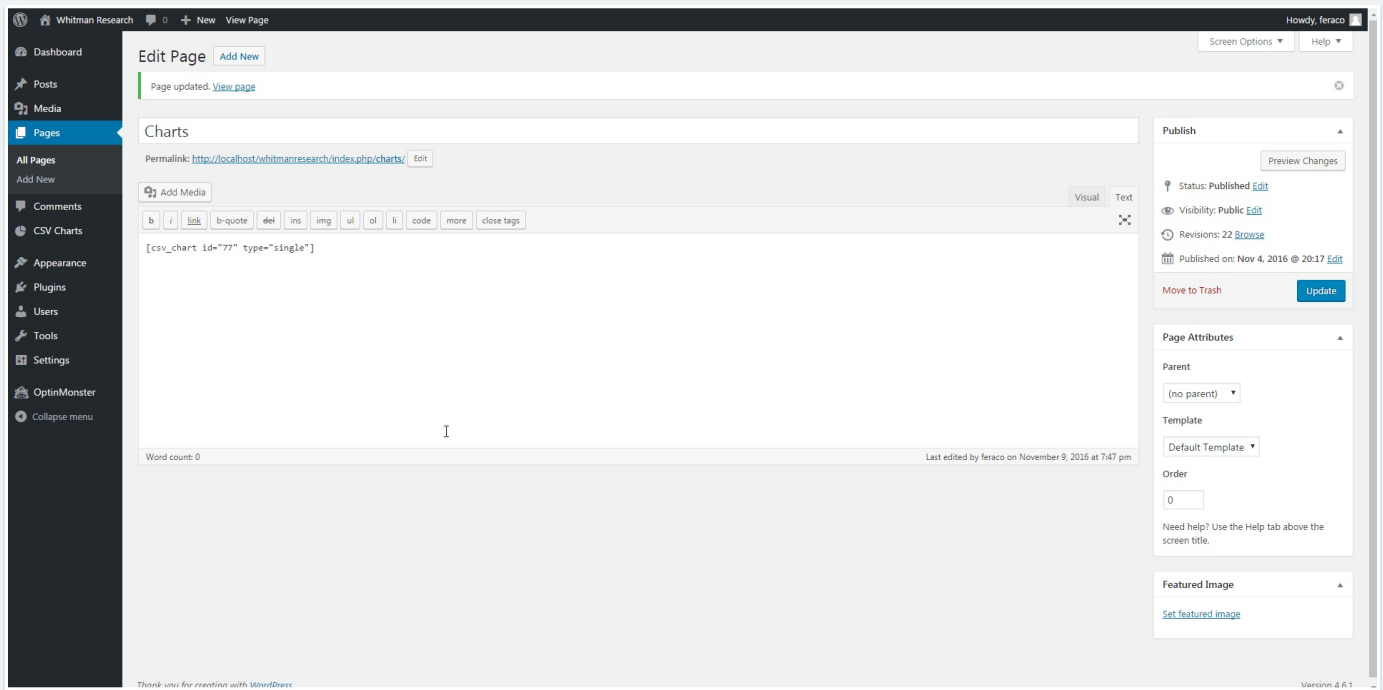 Whitman Research 0 New View Page Howdy, feraco
Dashboard
Posts
Media
Pages
All Pages
Add New
Comments
CSV Charts
Appearance
Plugins
Users
Tools
Settings
OptinMonster
Collapse menu
Screen Options Help
Edit Page Add New
Page updated. View page
Charts
Permalink: http://localhost/whitmanresearch/index.php/charts/ Edit
Add Media
Visual Text
b i link b-quote del ins img ul ol li code more close tags
[csv_chart id="77" type="single"]
Word count: 0 Last edited by feraco on November 9, 2016 at 7:47 pm
Publish
Preview Changes
Status: Published Edit
Visibility: Public Edit
Revisions: 22 Browse
Published on: Nov 4, 2016 @ 20:17 Edit
Move to Trash Update
Page Attributes
Parent
(no parent)
Template
Default Template
Order
0
Need help? Use the Help tab above the
screen title.
Featured Image
Set featured image
Thank you for creating with WordPress Version 4.6.1